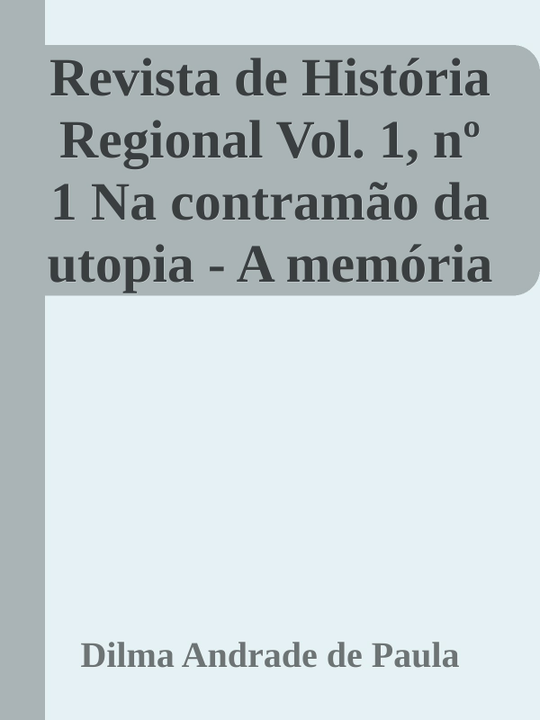 Revista de História
Regional Vol. 1, nº
1 Na contramão da
utopia - A memória
Dilma Andrade de Paula